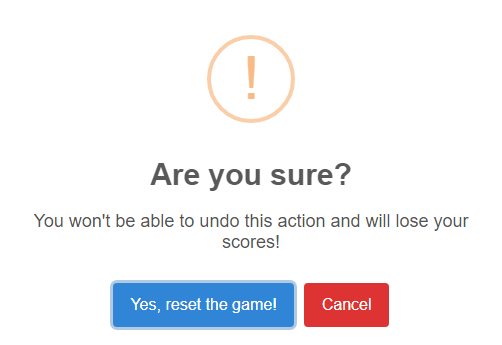 !
Are you sure?
You won't be able to undo this action and will lose your
scores!
Yes, reset the game! Cancel